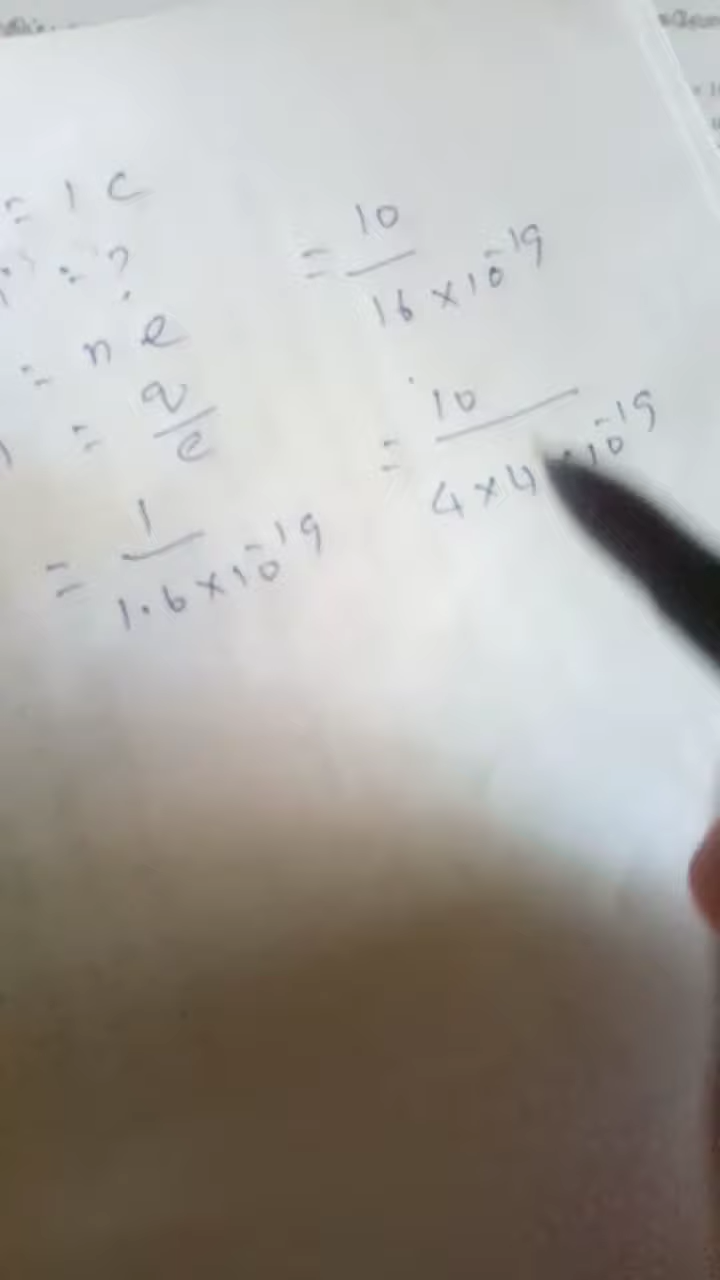 = 1 C
= ?
= n e
= q/e
= 1/1.6×10⁻¹⁹
= 10/16×10⁻¹⁹
= 10/4×4×10⁻¹⁹